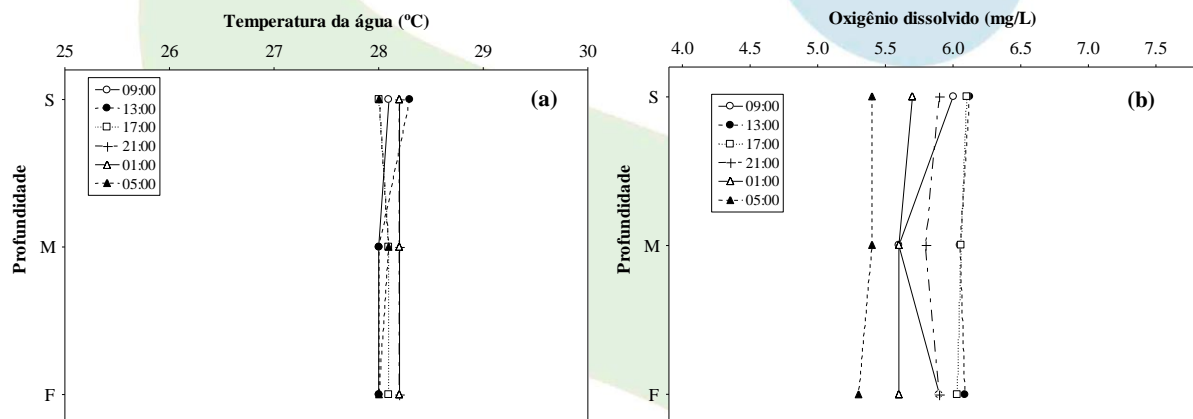 Temperatura da água (ºC)
25 26 27 28 29 30
S
M
F
Profundidade
09:00
13:00
17:00
21:00
01:00
05:00
(a)
Oxigênio dissolvido (mg/L)
4.0 4.5 5.0 5.5 6.0 6.5 7.0 7.5
S
M
F
Profundidade
09:00
13:00
17:00
21:00
01:00
05:00
(b)